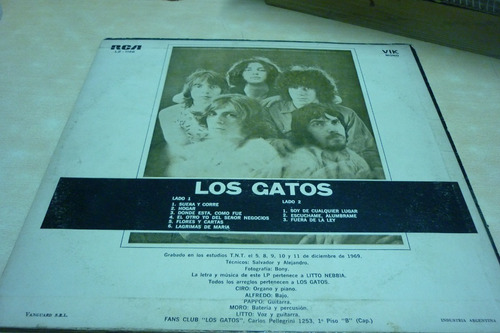 RCA
VIK
LOS GATOS
LADO 1
1. SUEÑA Y CORRE
2. HOGAR
3. DONDE ESTA, COMO FUE
4. EL OTRO YO DEL SEÑOR NEGOCIOS
5. FLORES Y CARTAS
6. LAGRIMAS DE MARIA
LADO 2
1. SOY DE CUALQUIER LUGAR
2. ESCUCHAME, ALUMBRAME
3. FUERA DE LA LEY
Grabado en los estudios T.N.T. el 5, 8, 9, 10 y 11 de diciembre de 1969.
Técnicos: Salvador y Alejandro.
Fotografía: Bony.
La letra y música de este LP pertenece a LITTO NEBBIA.
Todos los arreglos pertenecen a LOS GATOS.
CIRO: Organo y piano.
ALFREDO: Bajo.
PAPPO: Guitarra.
MORO: Batería y percusión.
LITTO: Voz y guitarra.
FANS CLUB "LOS GATOS", Carlos Pellegrini 1253, 1º Piso "B" (Cap.)
VANGUARD S.R.L.
INDUSTRIA ARGENTINA